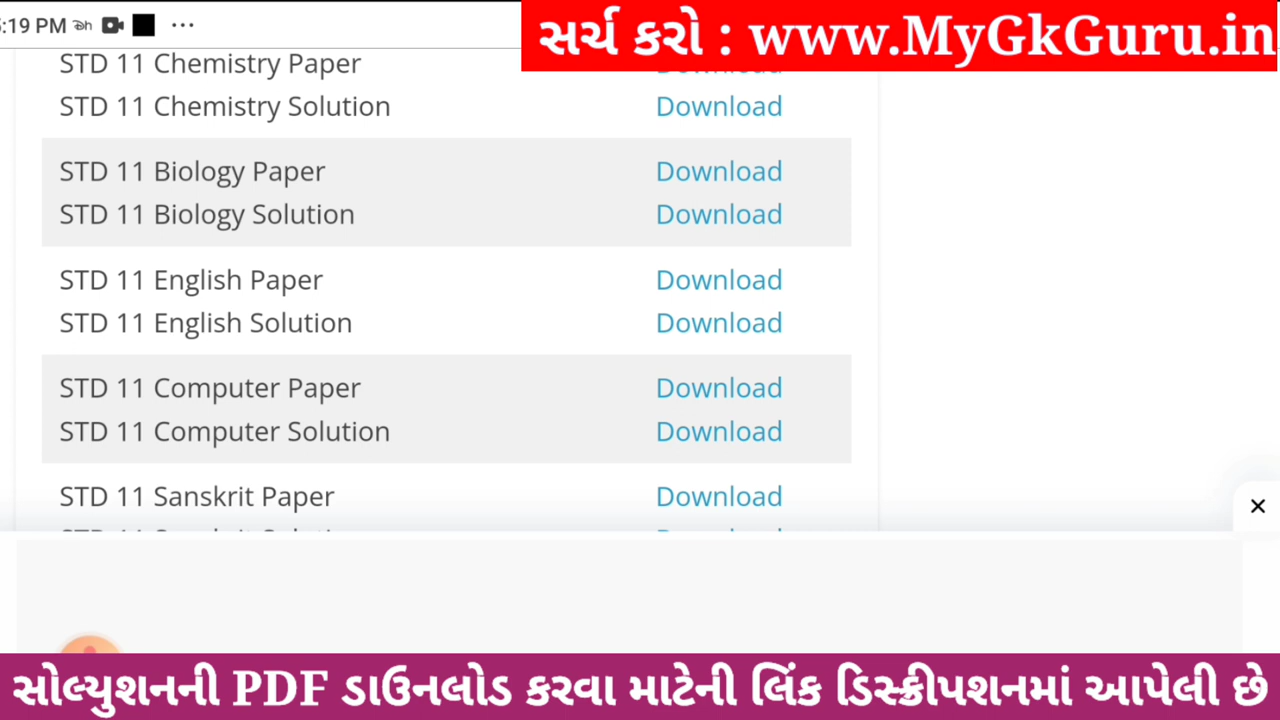 :19 PM
સર્ચ કરો : www.MyGkGuru.in
STD 11 Chemistry Paper
STD 11 Chemistry Solution Download
STD 11 Biology Paper Download
STD 11 Biology Solution Download
STD 11 English Paper Download
STD 11 English Solution Download
STD 11 Computer Paper Download
STD 11 Computer Solution Download
STD 11 Sanskrit Paper Download
સોલ્યુશનની PDF ડાઉનલોડ કરવા માટેની લિંક ડિસ્ક્રીપશનમાં આપેલી છે